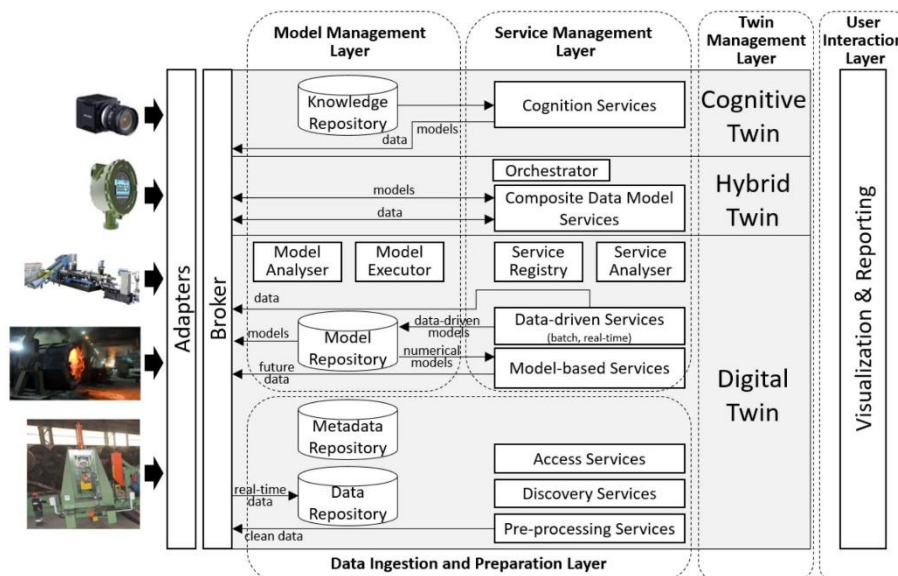 Model Management
Layer
Service Management
Layer
Twin
Management
Layer
User
Interaction
Layer
Adapters
Broker
Knowledge
Repository
Cognition Services
models
data
Cognitive
Twin
Orchestrator
models
Composite Data Model
Services
data
Hybrid
Twin
Model
Analyser
Model
Executor
Service
Registry
Service
Analyser
data
data-driven
models
Data-driven Services
(batch, real-time)
models
Model
Repository
numerical
models
Model-based Services
future
data
Digital
Twin
Metadata
Repository
Access Services
real-time
data
Data
Repository
Discovery Services
Pre-processing Services
clean data
Data Ingestion and Preparation Layer
Visualization & Reporting